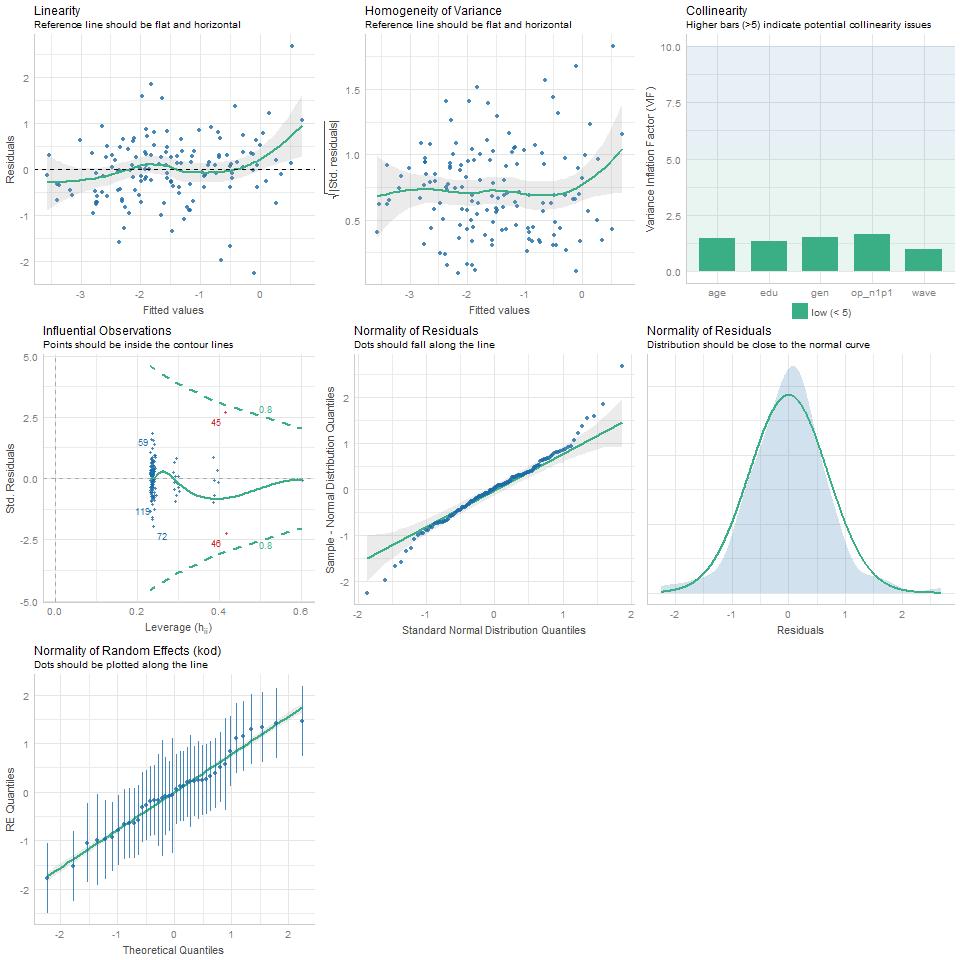 Linearity
Reference line should be flat and horizontal
Residuals
2
1
0
-1
-2
-3
-2
-1
0
Fitted values
Homogeneity of Variance
Reference line should be flat and horizontal
√|Std. residuals|
1.5
1.0
0.5
-3
-2
-1
0
Fitted values
Collinearity
Higher bars (>5) indicate potential collinearity issues
Variance Inflation Factor (VIF)
10.0
7.5
5.0
2.5
0.0
age
edu
gen
op_n1p1
wave
low (< 5)
Influential Observations
Points should be inside the contour lines
Std. Residuals
5.0
2.5
0.0
-2.5
-5.0
0.8
45
59
119
72
46
0.8
0.0
0.2
0.4
0.6
Leverage (hii)
Normality of Residuals
Dots should fall along the line
Sample - Normal Distribution Quantiles
2
1
0
-1
-2
-2
-1
0
1
2
Standard Normal Distribution Quantiles
Normality of Residuals
Distribution should be close to the normal curve
-2
-1
0
1
2
Residuals
Normality of Random Effects (kod)
Dots should be plotted along the line
RE Quantiles
2
1
0
-1
-2
-2
-1
0
1
2
Theoretical Quantiles